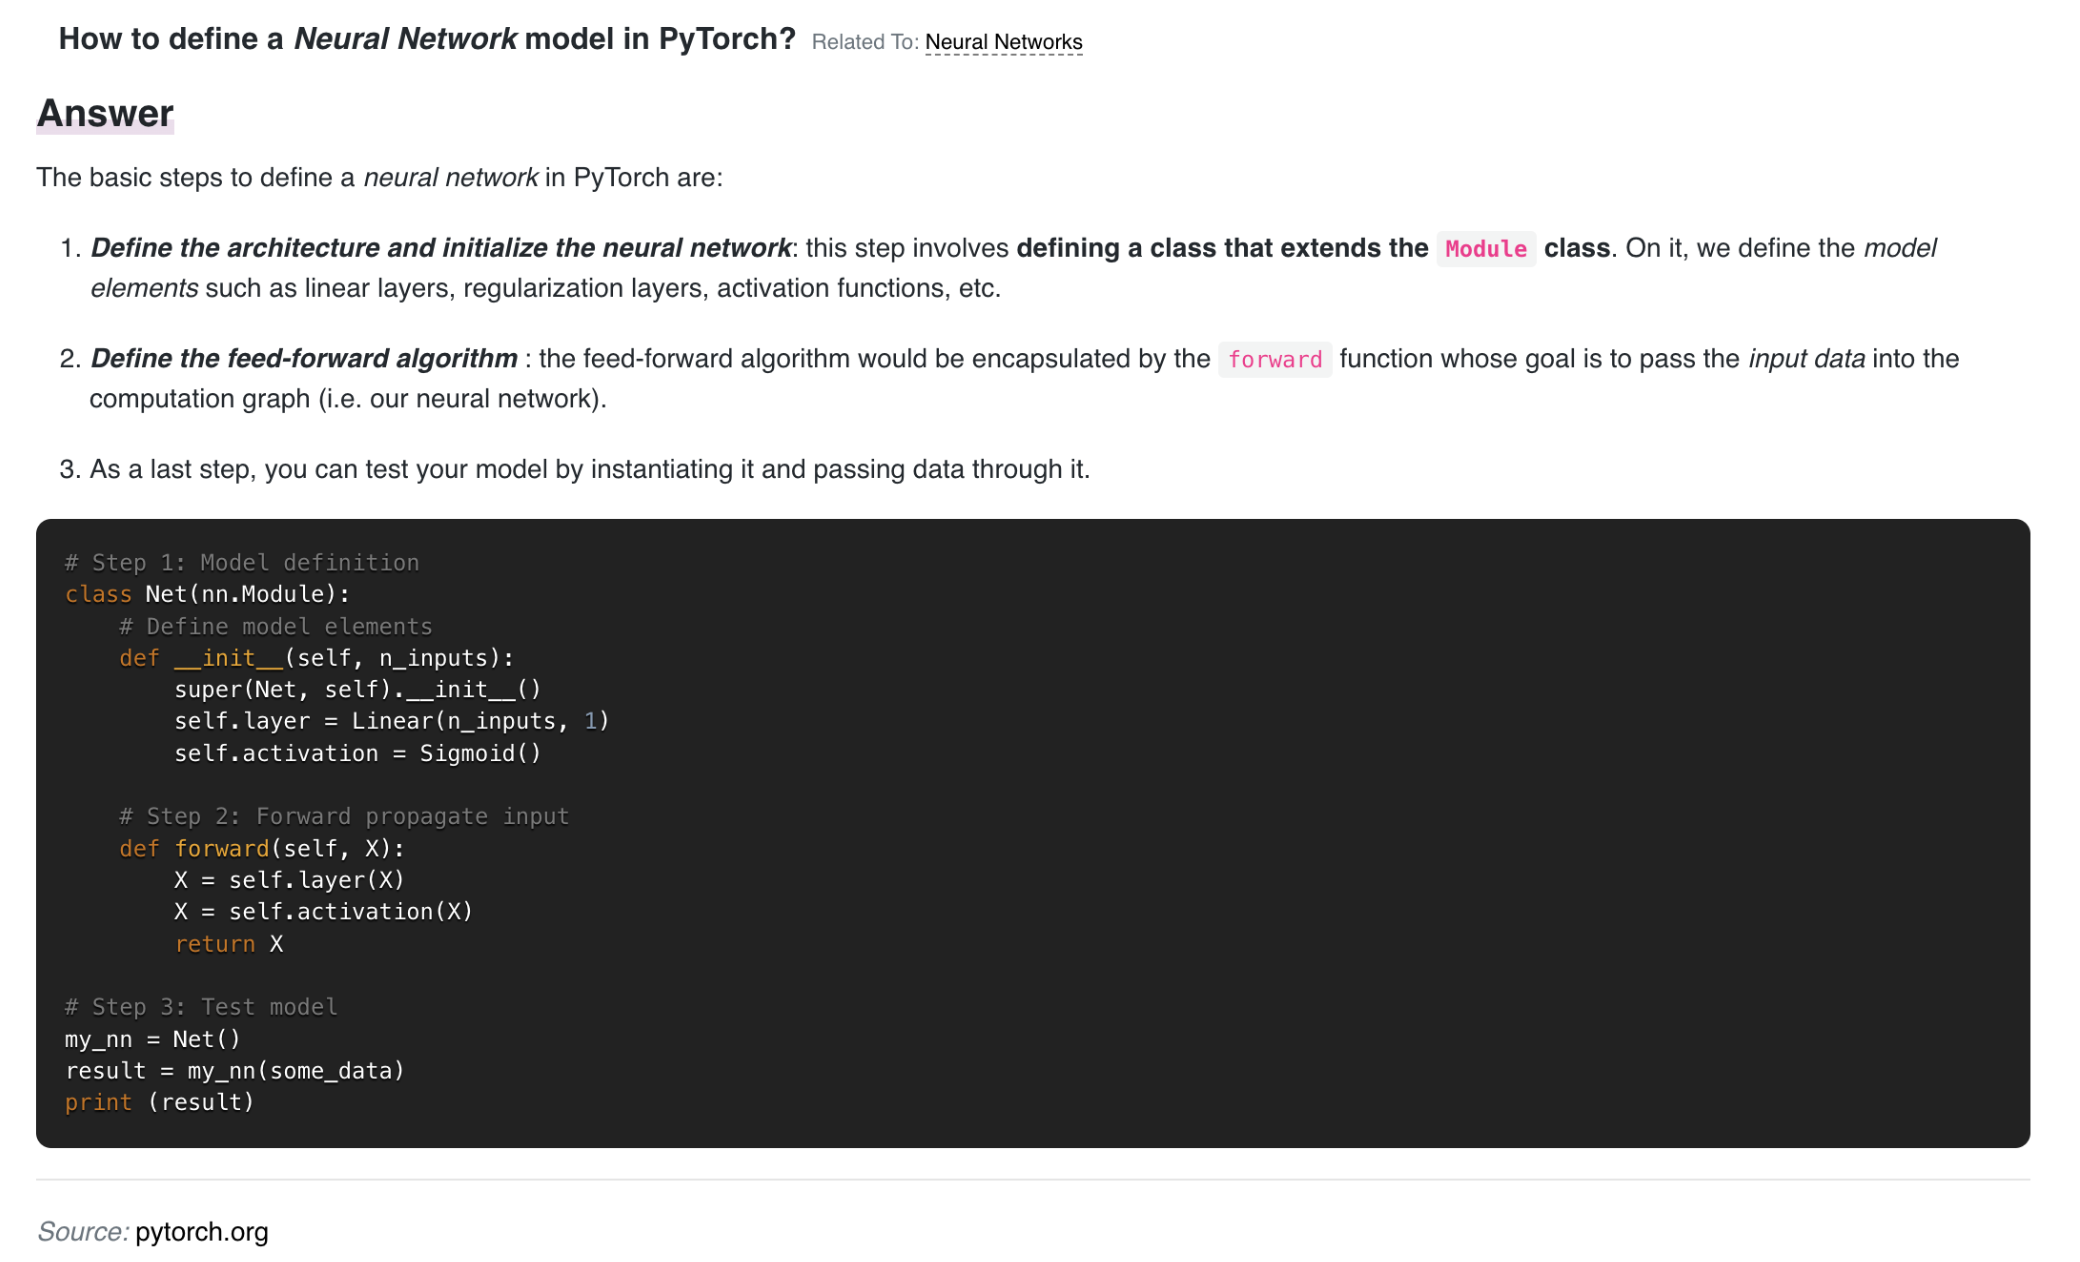 How to define a Neural Network model in PyTorch? Related To: Neural Networks
Answer
The basic steps to define a neural network in PyTorch are:
1. Define the architecture and initialize the neural network: this step involves defining a class that extends the Module class. On it, we define the model
elements such as linear layers, regularization layers, activation functions, etc.
2. Define the feed-forward algorithm : the feed-forward algorithm would be encapsulated by the forward function whose goal is to pass the input data into the
computation graph (i.e. our neural network).
3. As a last step, you can test your model by instantiating it and passing data through it.
# Step 1: Model definition
class Net(nn.Module):
    # Define model elements
    def __init__(self, n_inputs):
        super(Net, self).__init__()
        self.layer = Linear(n_inputs, 1)
        self.activation = Sigmoid()
    # Step 2: Forward propagate input
    def forward(self, X):
        X = self.layer(X)
        X = self.activation(X)
        return X
# Step 3: Test model
my_nn = Net()
result = my_nn(some_data)
print (result)
Source: pytorch.org